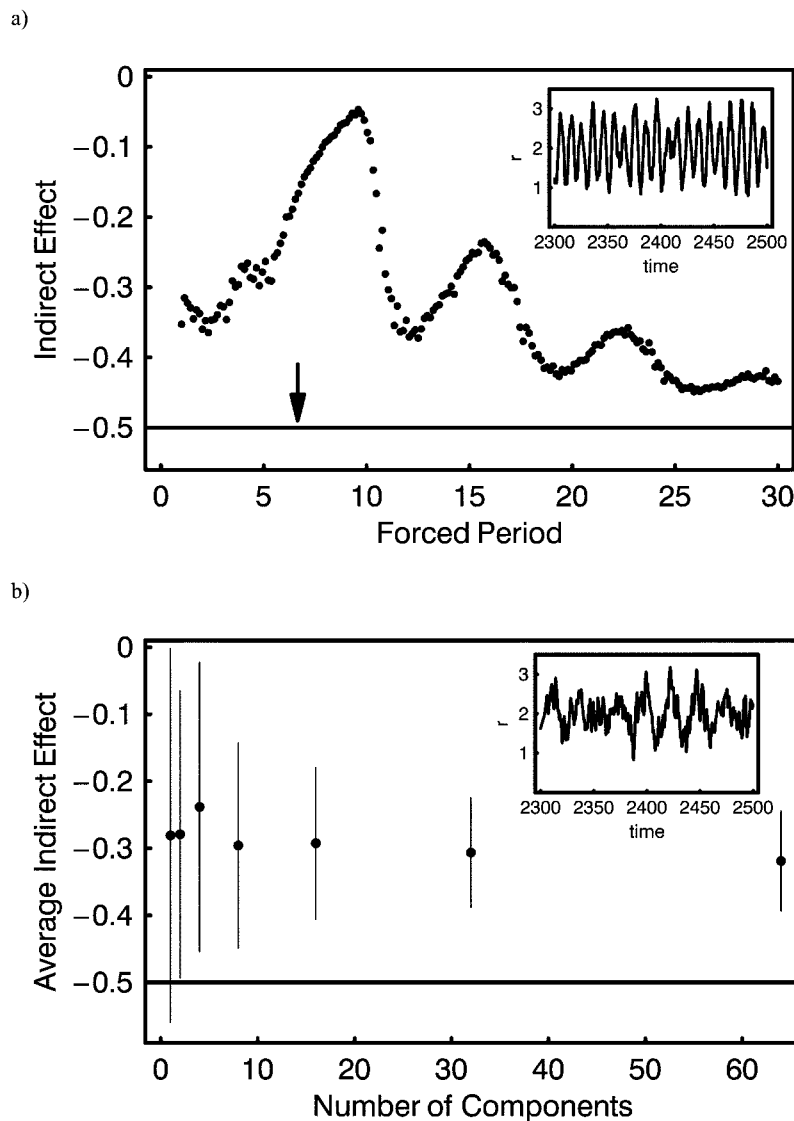 a)
0
−0.1
−0.2
−0.3
−0.4
−0.5
Indirect Effect
0 5 10 15 20 25 30
Forced Period
3
2
1
r
2300 2350 2400 2450 2500
time
b)
0
−0.1
−0.2
−0.3
−0.4
−0.5
Average Indirect Effect
0 10 20 30 40 50 60
Number of Components
3
2
1
r
2300 2350 2400 2450 2500
time